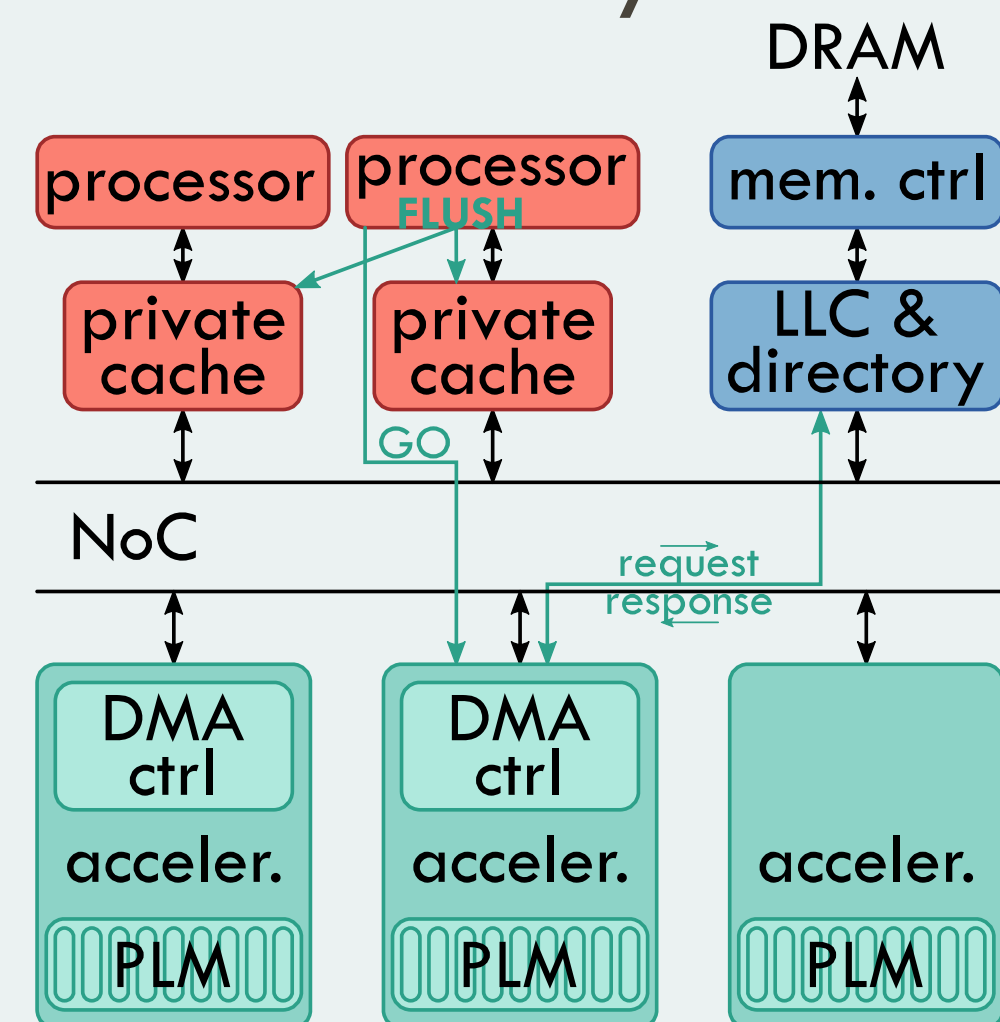 DRAM
processor
processor
FLUSH
mem. ctrl
private
cache
private
cache
LLC &
directory
GO
NoC
request
response
DMA
ctrl
DMA
ctrl
acceler.
acceler.
acceler.
PLM
PLM
PLM